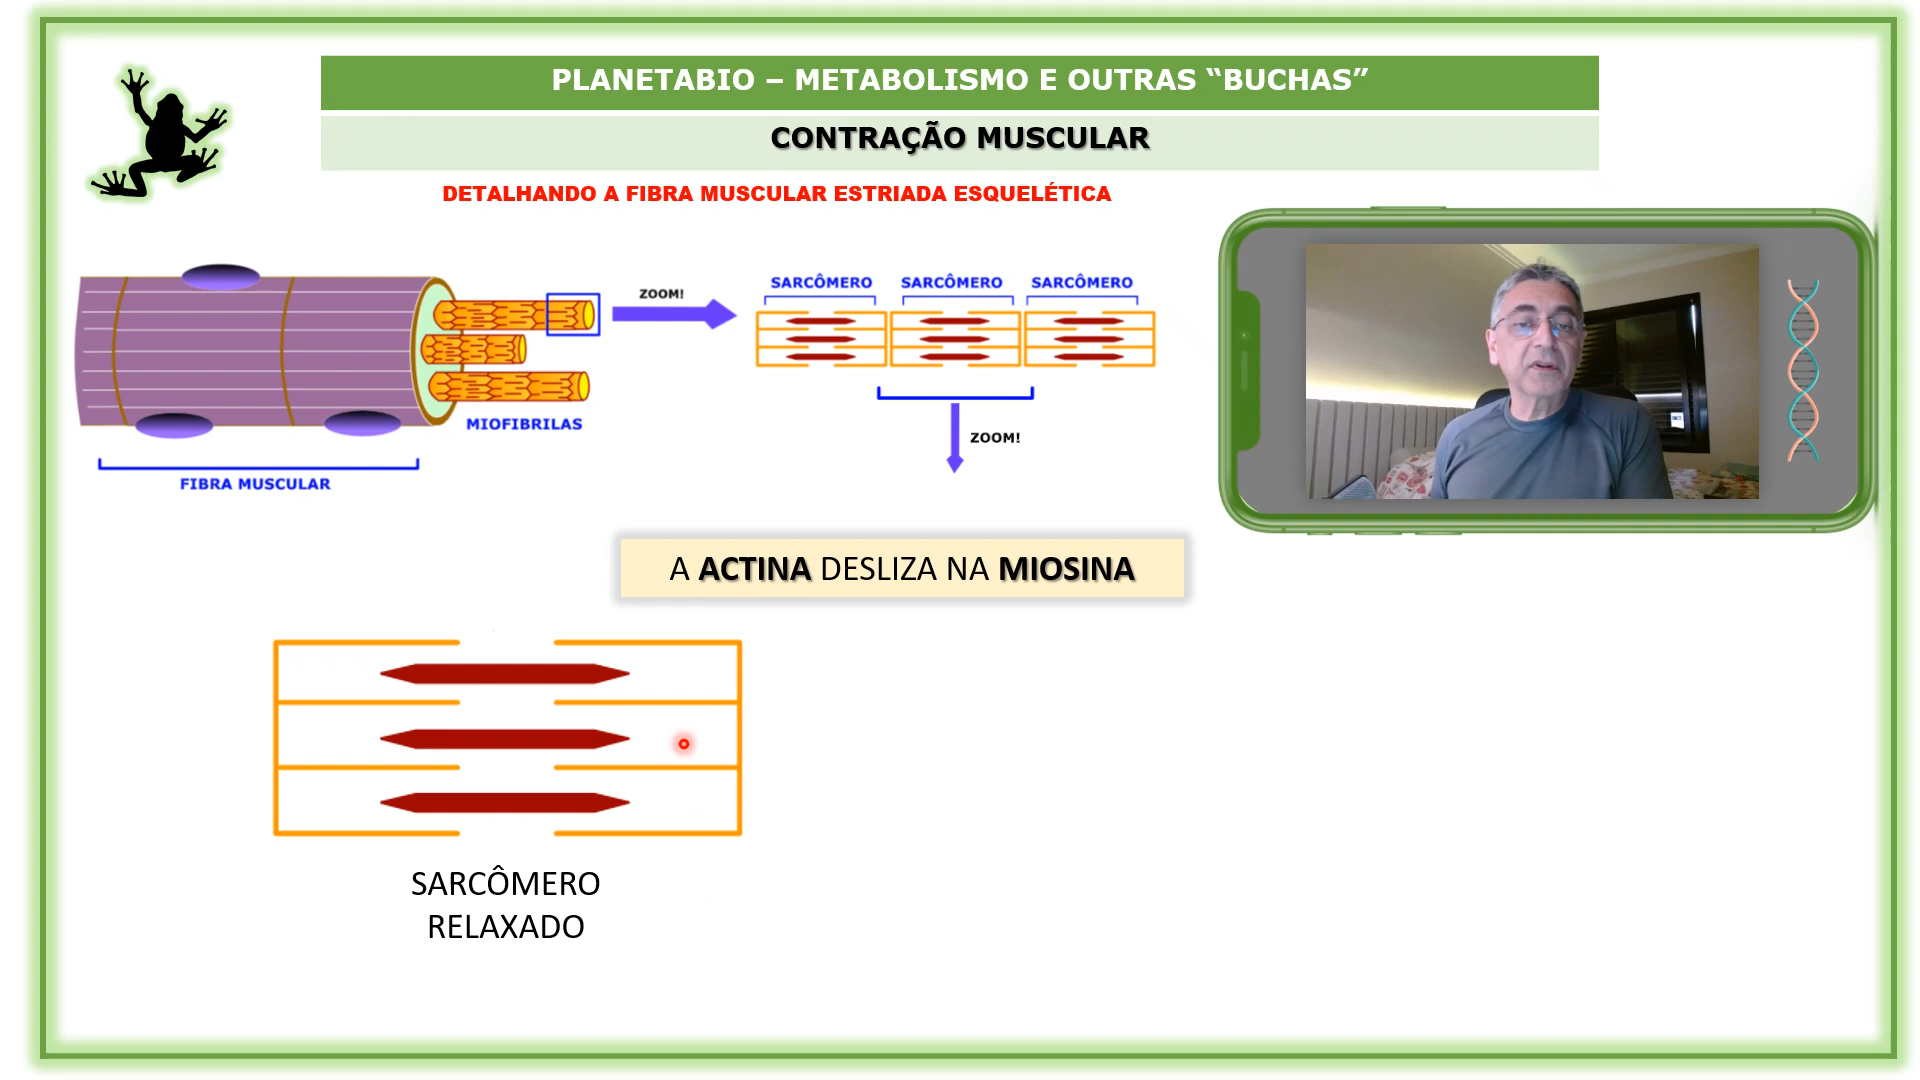 PLANETABIO – METABOLISMO E OUTRAS “BUCHAS”
CONTRAÇÃO MUSCULAR
DETALHANDO A FIBRA MUSCULAR ESTRIADA ESQUELÉTICA
SARCÔMERO SARCÔMERO SARCÔMERO
ZOOM!
MIOFIBRILAS
ZOOM!
FIBRA MUSCULAR
A ACTINA DESLIZA NA MIOSINA
SARCÔMERO
RELAXADO